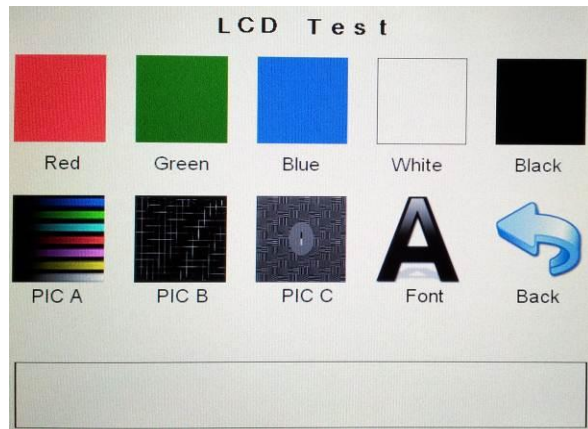 LCD Test
Red Green Blue White Black
PIC A PIC B PIC C Font Back